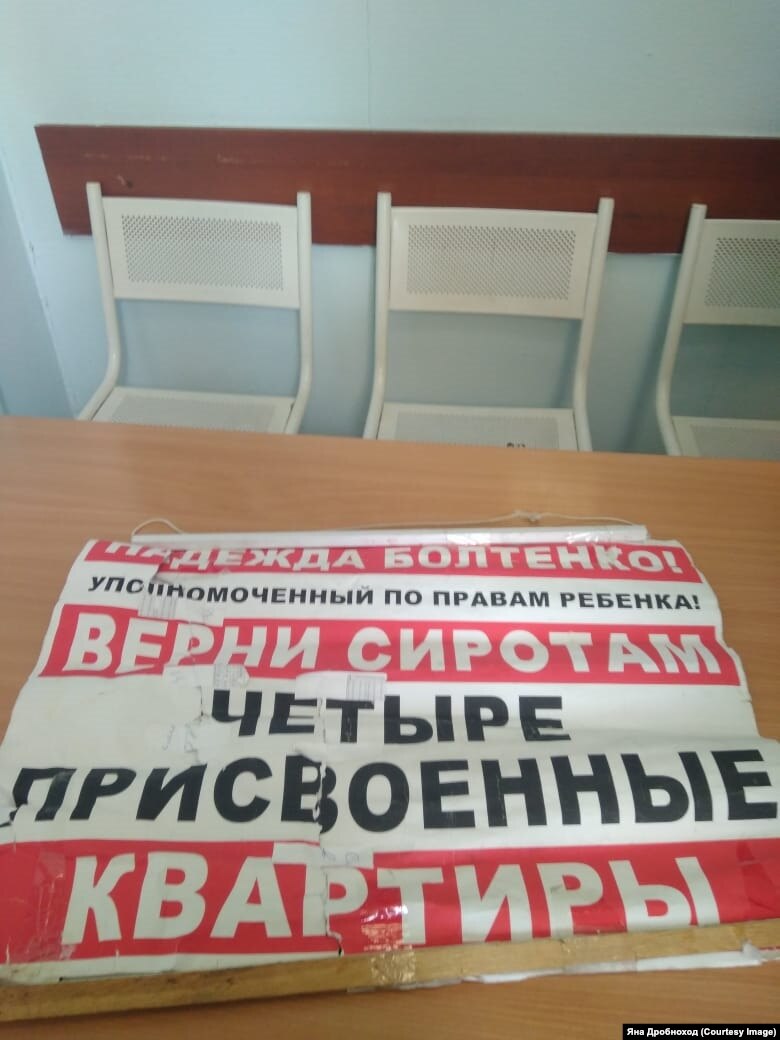 НАДЕЖДА БОЛТЕНКО!
УПОЛНОМОЧЕННЫЙ ПО ПРАВАМ РЕБЕНКА!
ВЕРНИ СИРОТАМ
ЧЕТЫРЕ
ПРИСВОЕННЫЕ
КВАРТИРЫ
Яна Дробноход (Courtesy Image)